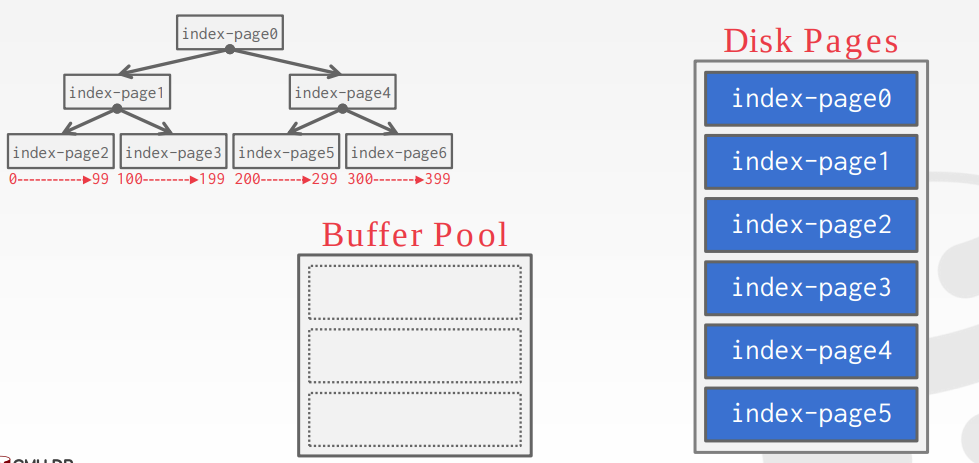 index-page0
index-page1
index-page4
index-page2
index-page3
index-page5
index-page6
0----------->99 100------->199 200------->299 300------->399
Buffer Pool
Disk Pages
index-page0
index-page1
index-page2
index-page3
index-page4
index-page5